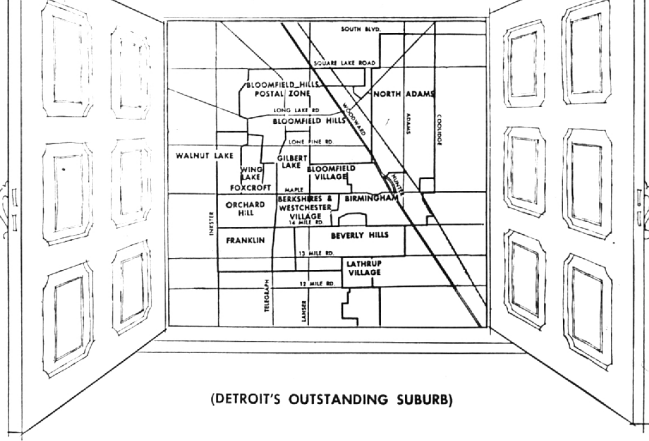 SOUTH BLVD.
SQUARE LAKE ROAD
BLOOMFIELD HILLS
POSTAL ZONE
NORTH ADAMS
LONG LAKE RD
BLOOMFIELD HILLS
WOODWARD
ADAMS
COOLIDGE
LONE PINE RD.
WALNUT LAKE
GILBERT
LAKE
WING
LAKE
BLOOMFIELD
VILLAGE
FOXCROFT
MAPLE
HUNTER
ORCHARD
HILL
BERKSHIRES &
WESTCHESTER
VILLAGE
BIRMINGHAM
14 MILE RD.
INKSTER
FRANKLIN
BEVERLY HILLS
13 MILE RD.
LATHRUP
VILLAGE
12 MILE RD
TELEGRAPH
LAHSER
(DETROIT'S OUTSTANDING SUBURB)